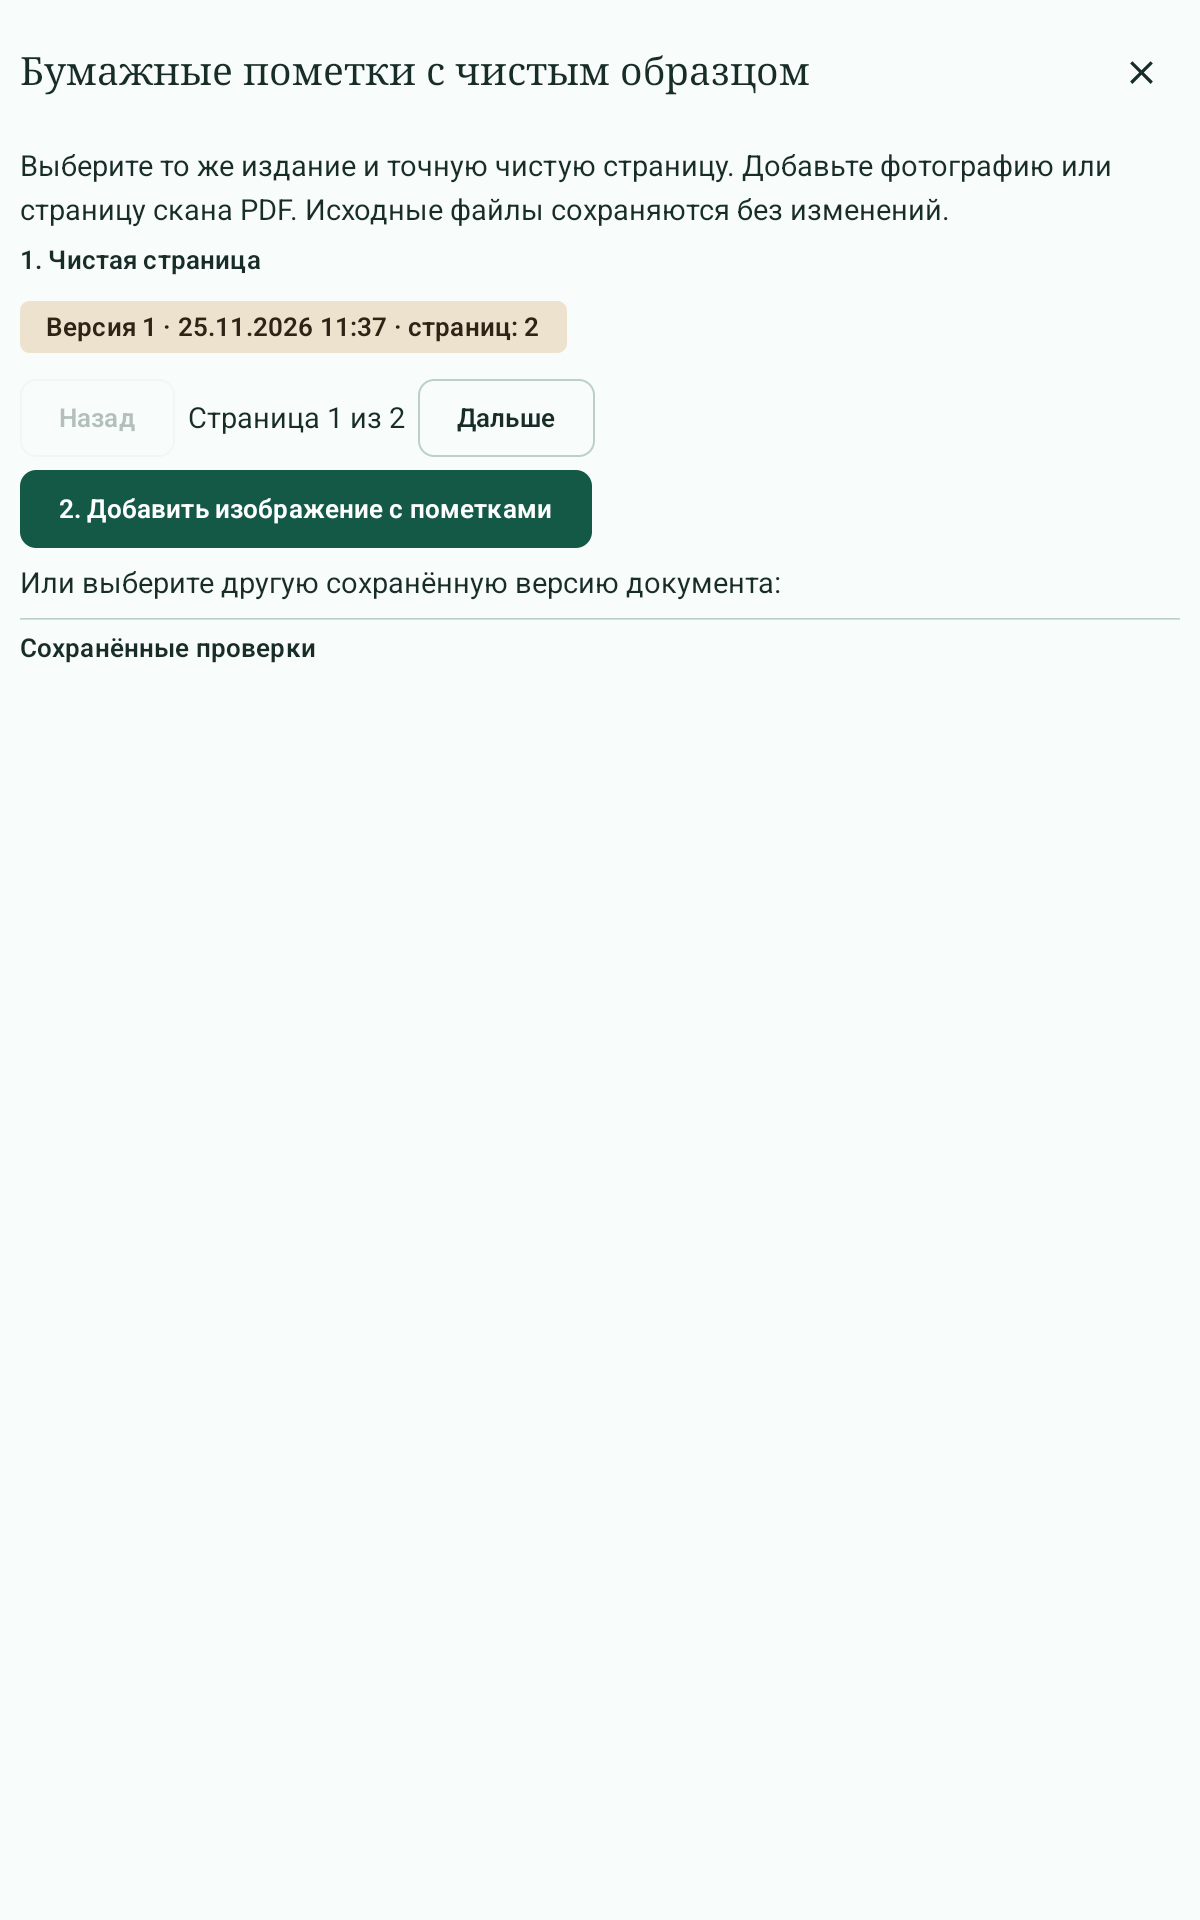 Бумажные пометки с чистым образцом
Выберите то же издание и точную чистую страницу. Добавьте фотографию или
страницу скана PDF. Исходные файлы сохраняются без изменений.
1. Чистая страница
Версия 1 · 25.11.2026 11:37 · страниц: 2
Назад
Страница 1 из 2
Дальше
2. Добавить изображение с пометками
Или выберите другую сохранённую версию документа:
Сохранённые проверки